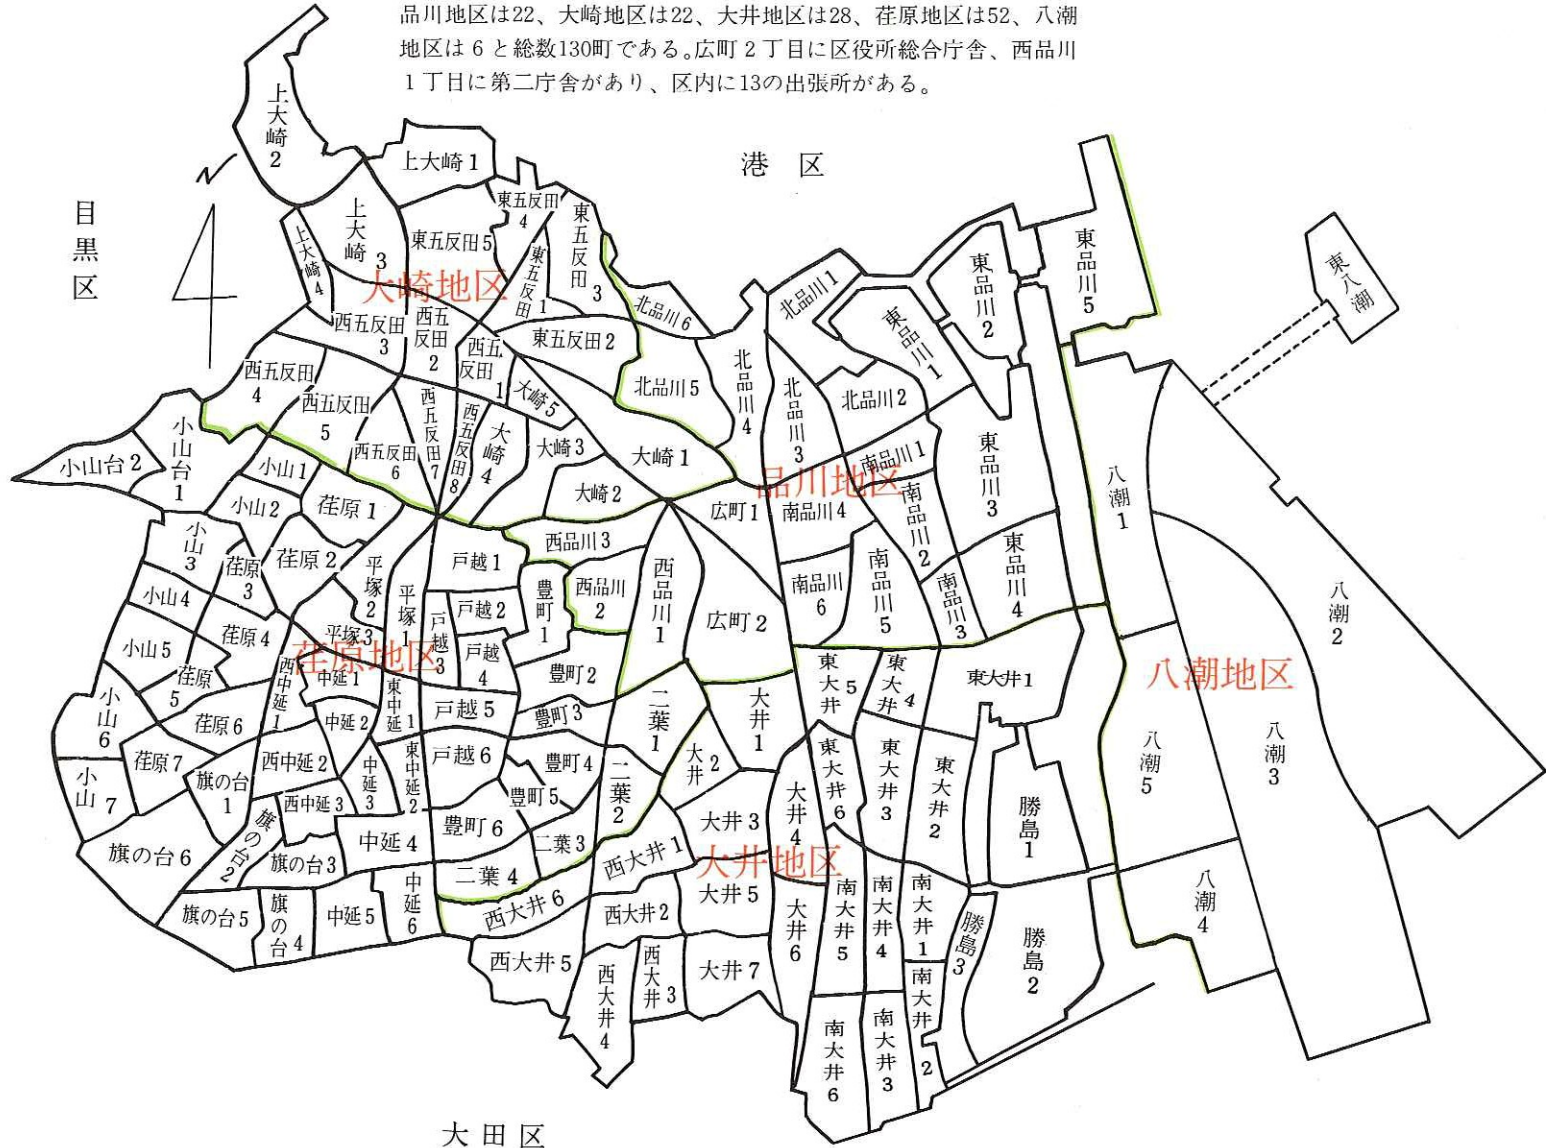 品川地区は22、大崎地区は22、大井地区は28、荏原地区は52、八潮
地区は6と総数130町である。広町2丁目に区役所総合庁舎、西品川
1丁目に第二庁舎があり、区内に13の出張所がある。
港区
目黒区
大田区
N
大崎地区
品川地区
荏原地区
大井地区
八潮地区
上大崎2
上大崎1
上大崎3
上大崎4
東五反田5
東五反田4
東五反田1
東五反田3
東五反田2
西五反田3
西五反田2
西五反田1
西五反田4
西五反田5
西五反田6
西五反田7
西五反田8
大崎5
大崎4
大崎3
大崎1
大崎2
北品川6
北品川5
北品川4
北品川3
北品川1
北品川2
東品川1
東品川2
東品川5
東品川3
東品川4
東八潮
南品川1
南品川2
南品川3
南品川4
南品川5
南品川6
広町1
広町2
西品川3
西品川2
西品川1
小山台2
小山台1
小山1
小山2
小山3
小山4
小山5
小山6
小山7
荏原1
荏原2
荏原3
荏原4
荏原5
荏原6
荏原7
平塚2
平塚1
平塚3
戸越1
戸越2
戸越3
戸越4
戸越5
戸越6
豊町1
豊町2
豊町3
豊町4
豊町5
豊町6
西中延1
西中延2
西中延3
中延1
中延2
中延3
中延4
中延5
中延6
東中延1
東中延2
旗の台1
旗の台2
旗の台3
旗の台4
旗の台5
旗の台6
二葉1
二葉2
二葉3
二葉4
大井1
大井2
大井3
大井4
大井5
大井6
大井7
西大井1
西大井2
西大井3
西大井4
西大井5
西大井6
東大井5
東大井4
東大井1
東大井6
東大井3
東大井2
南大井5
南大井4
南大井1
南大井2
南大井3
南大井6
勝島1
勝島2
勝島3
八潮1
八潮2
八潮3
八潮4
八潮5